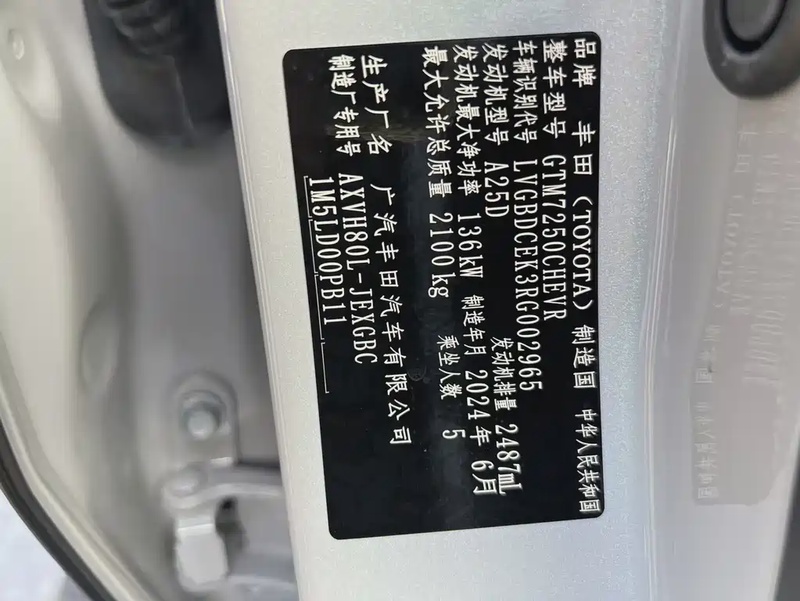 品牌 丰田(TOYOTA) 制造国 中华人民共和国
整车型号 GTM7250CHEVR
车辆识别代号 LVGBDCEK3RG002965
发动机型号 A25D 发动机排量 2487mL
发动机最大净功率 136kW 制造年月 2024年6月
最大允许总质量 2100kg 乘坐人数 5
生产厂名 广汽丰田汽车有限公司
制造厂专用号 AXVH80L-JEXGBC
1M5LD00PB11